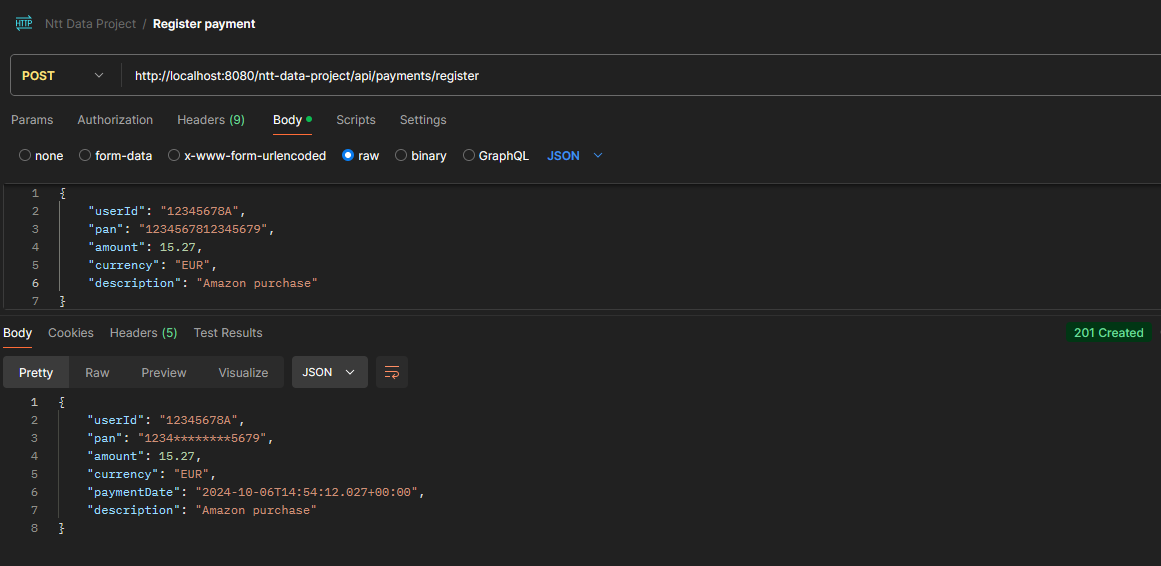 HTTP Ntt Data Project / Register payment
POST http://localhost:8080/ntt-data-project/api/payments/register
Params Authorization Headers (9) Body Scripts Settings
none form-data x-www-form-urlencoded raw binary GraphQL JSON
1 {
2 "userId": "12345678A",
3 "pan": "1234567812345679",
4 "amount": 15.27,
5 "currency": "EUR",
6 "description": "Amazon purchase"
7 }
Body Cookies Headers (5) Test Results 201 Created
Pretty Raw Preview Visualize JSON
1 {
2 "userId": "12345678A",
3 "pan": "1234********5679",
4 "amount": 15.27,
5 "currency": "EUR",
6 "paymentDate": "2024-10-06T14:54:12.027+00:00",
7 "description": "Amazon purchase"
8 }